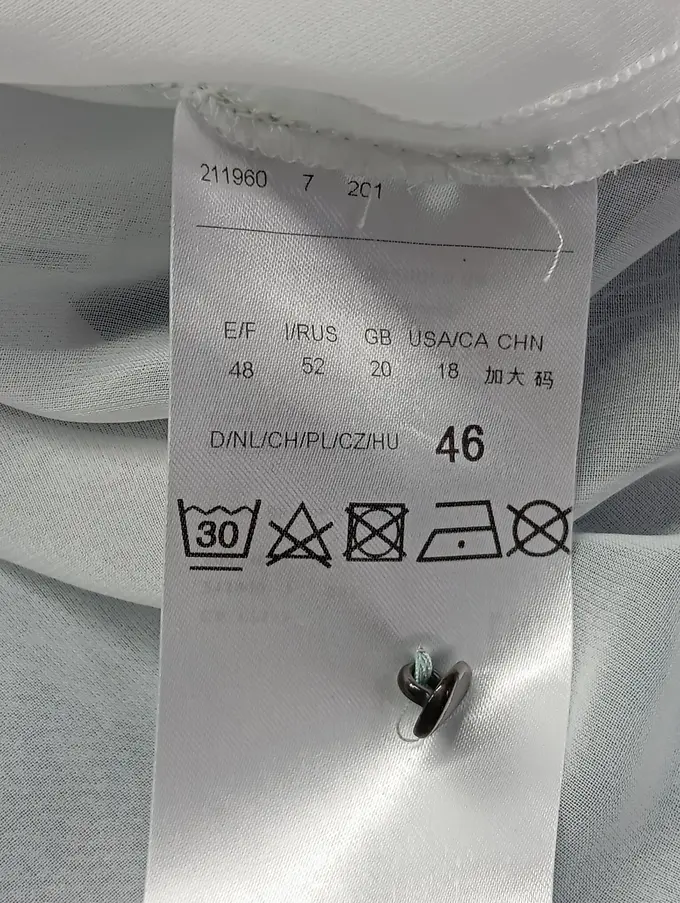 211960 7 201
E/F I/RUS GB USA/CA CHN
48 52 20 18 加大码
D/NL/CH/PL/CZ/HU 46
30